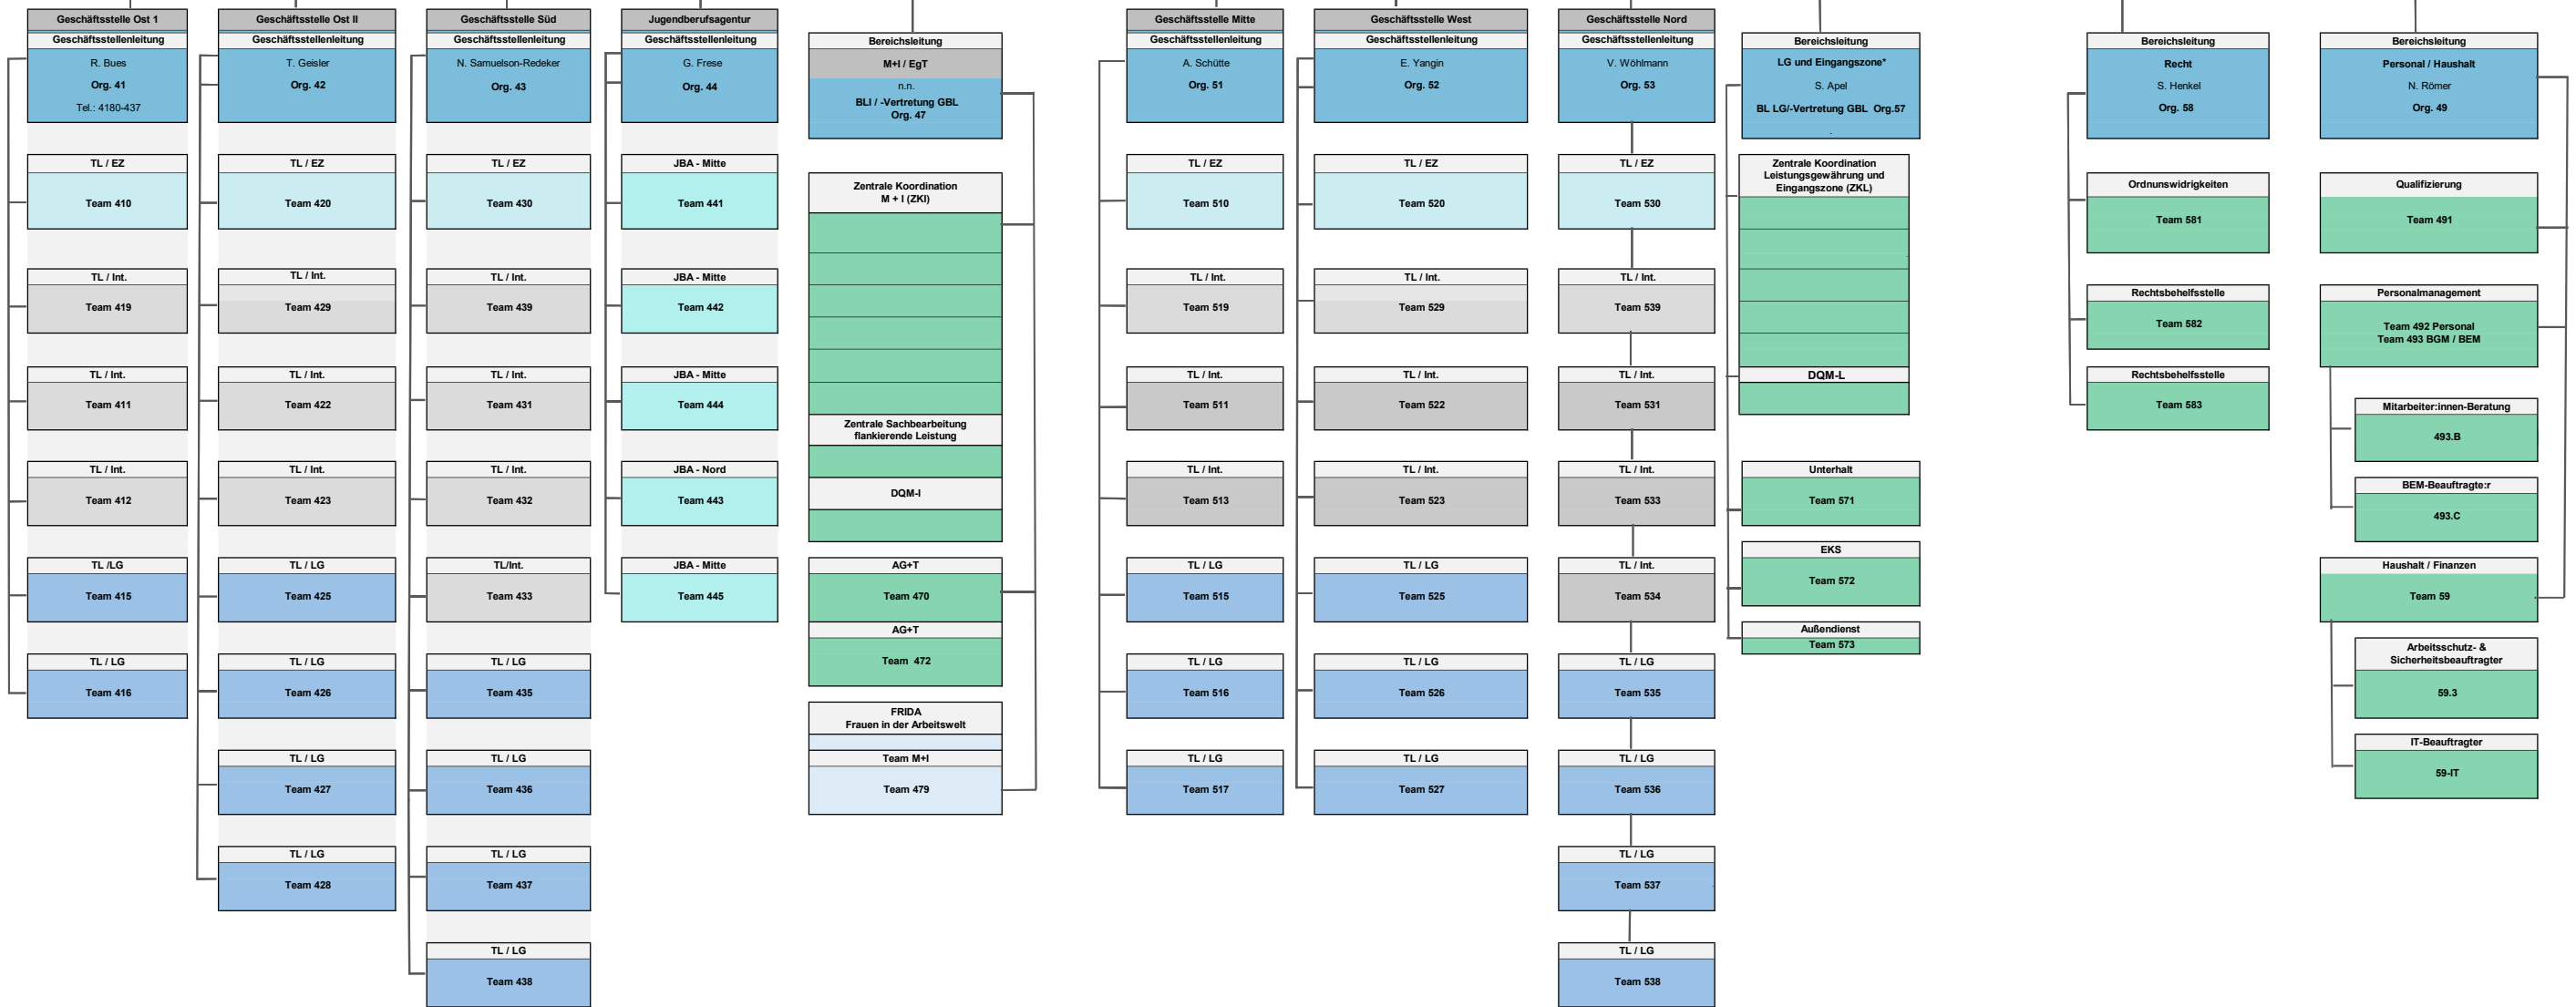 Geschäftsstelle Ost 1
Geschäftsstellenleitung
R. Bues
Org. 41
Tel.: 4180-437
TL / EZ
Team 410
TL / Int.
Team 419
TL / Int.
Team 411
TL / Int.
Team 412
TL /LG
Team 415
TL / LG
Team 416
Geschäftsstelle Ost II
Geschäftsstellenleitung
T. Geisler
Org. 42
TL / EZ
Team 420
TL / Int.
Team 429
TL / Int.
Team 422
TL / Int.
Team 423
TL / LG
Team 425
TL / LG
Team 426
TL / LG
Team 427
TL / LG
Team 428
Geschäftsstelle Süd
Geschäftsstellenleitung
N. Samuelson-Redeker
Org. 43
TL / EZ
Team 430
TL / Int.
Team 439
TL / Int.
Team 431
TL / Int.
Team 432
TL/Int.
Team 433
TL / LG
Team 435
TL / LG
Team 436
TL / LG
Team 437
TL / LG
Team 438
Jugendberufsagentur
Geschäftsstellenleitung
G. Frese
Org. 44
JBA - Mitte
Team 441
JBA - Mitte
Team 442
JBA - Mitte
Team 444
JBA - Nord
Team 443
JBA - Mitte
Team 445
Bereichsleitung
M+I / EgT
n.n.
BLI / -Vertretung GBL
Org. 47
Zentrale Koordination
M + I (ZKI)
Zentrale Sachbearbeitung
flankierende Leistung
DQM-I
AG+T
Team 470
AG+T
Team 472
FRIDA
Frauen in der Arbeitswelt
Team M+I
Team 479
Geschäftsstelle Mitte
Geschäftsstellenleitung
A. Schütte
Org. 51
TL / EZ
Team 510
TL / Int.
Team 519
TL / Int.
Team 511
TL / Int.
Team 513
TL / LG
Team 515
TL / LG
Team 516
TL / LG
Team 517
Geschäftsstelle West
Geschäftsstellenleitung
E. Yangin
Org. 52
TL / EZ
Team 520
TL / Int.
Team 529
TL / Int.
Team 522
TL / Int.
Team 523
TL / LG
Team 525
TL / LG
Team 526
TL / LG
Team 527
Geschäftsstelle Nord
Geschäftsstellenleitung
V. Wöhlmann
Org. 53
TL / EZ
Team 530
TL / Int.
Team 539
TL / Int.
Team 531
TL / Int.
Team 533
TL / Int.
Team 534
TL / LG
Team 535
TL / LG
Team 536
TL / LG
Team 537
TL / LG
Team 538
Bereichsleitung
LG und Eingangszone*
S. Apel
BL LG/-Vertretung GBL Org.57
.
Zentrale Koordination
Leistungsgewährung und
Eingangszone (ZKL)
DQM-L
Unterhalt
Team 571
EKS
Team 572
Außendienst
Team 573
Bereichsleitung
Recht
S. Henkel
Org. 58
Ordnunswidrigkeiten
Team 581
Rechtsbehelfsstelle
Team 582
Rechtsbehelfsstelle
Team 583
Bereichsleitung
Personal / Haushalt
N. Römer
Org. 49
Qualifizierung
Team 491
Personalmanagement
Team 492 Personal
Team 493 BGM / BEM
Mitarbeiter:innen-Beratung
493.B
BEM-Beauftragte:r
493.C
Haushalt / Finanzen
Team 59
Arbeitsschutz- &
Sicherheitsbeauftragter
59.3
IT-Beauftragter
59-IT